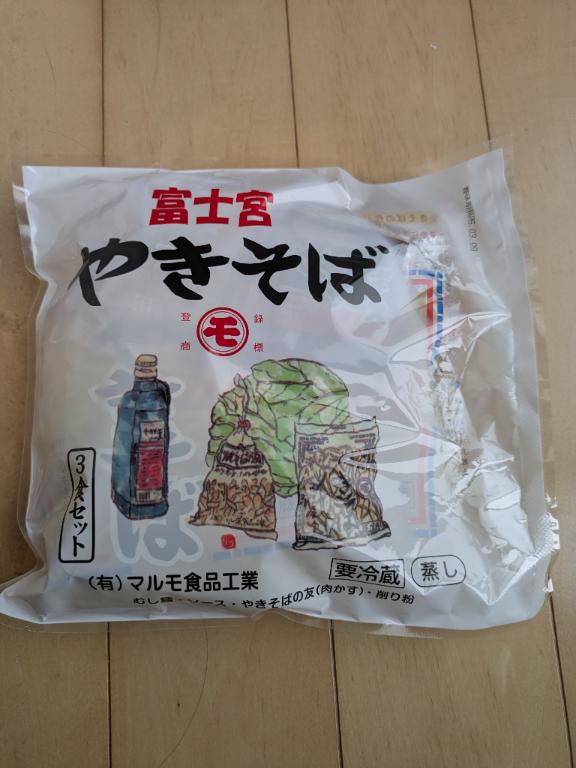 富士宮
やきそば
登録
モ
商標
3食セット
(有)マルモ食品工業
要冷蔵
蒸し
むし麺・ソース・やきそばの友(肉かす)・削り粉